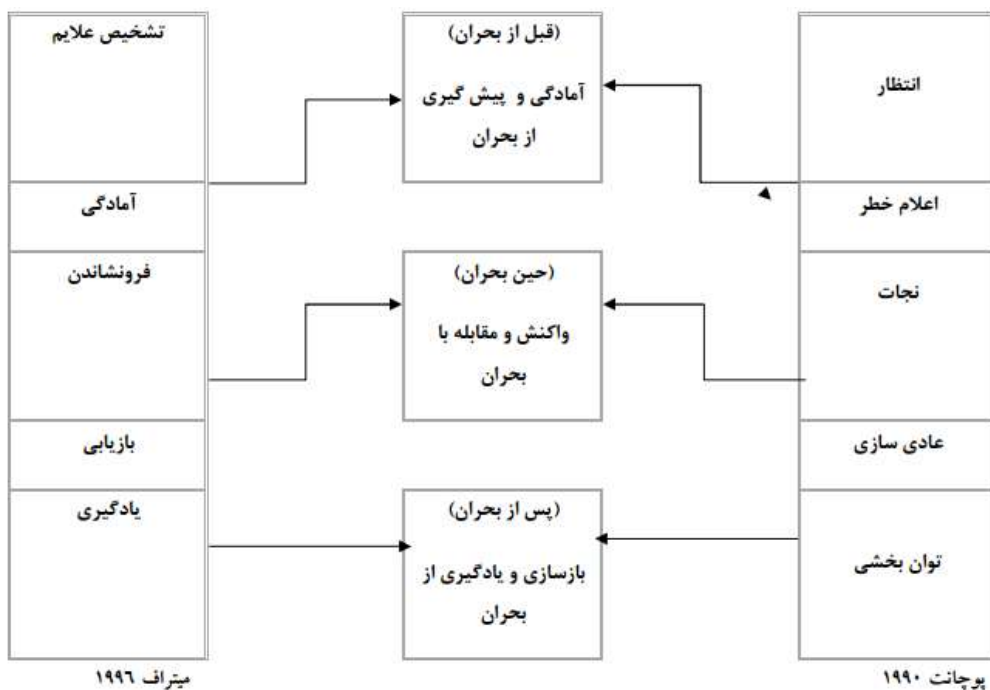 انتظار
اعلام خطر
نجات
عادی سازی
توان بخشی
پوچانت ۱۹۹۰
(قبل از بحران)
آمادگی و پیش گیری
از بحران
(حین بحران)
واکنش و مقابله با
بحران
(پس از بحران)
بازسازی و یادگیری از
بحران
تشخیص علایم
آمادگی
فرونشاندن
بازیابی
یادگیری
میتراف ۱۹۹٦